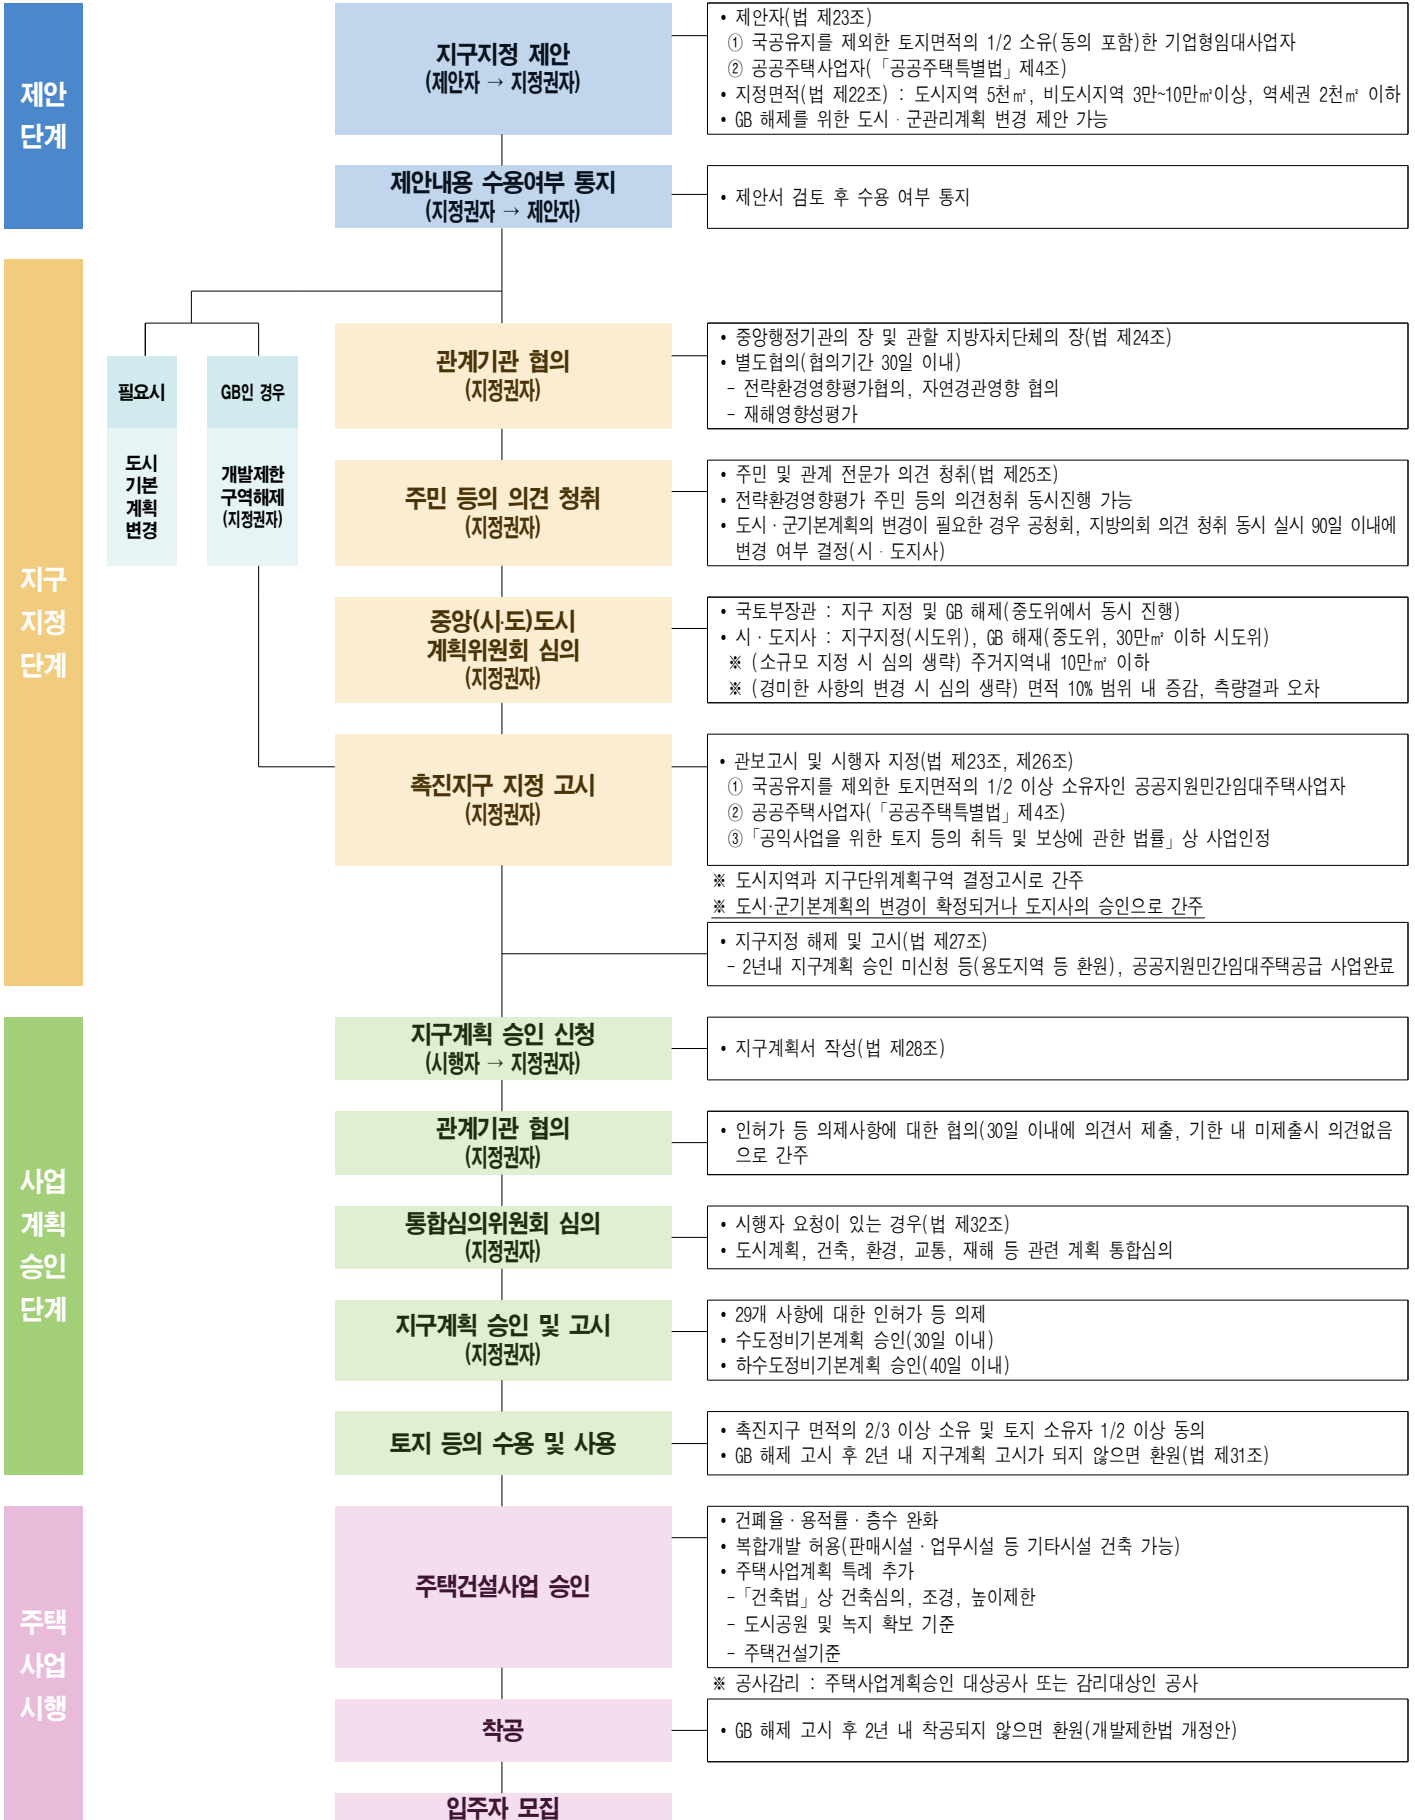 제안
단계
지구지정 제안
(제안자 → 지정권자)
• 제안자(법 제23조)
① 국공유지를 제외한 토지면적의 1/2 소유(동의 포함)한 기업형임대사업자
② 공공주택사업자(「공공주택특별법」제4조)
• 지정면적(법 제22조) : 도시지역 5천㎡, 비도시지역 3만~10만㎡이상, 역세권 2천㎡ 이하
• GB 해제를 위한 도시 · 군관리계획 변경 제안 가능
제안내용 수용여부 통지
(지정권자 → 제안자)
• 제안서 검토 후 수용 여부 통지
지구
지정
단계
필요시
도시
기본
계획
변경
GB인 경우
개발제한
구역해제
(지정권자)
관계기관 협의
(지정권자)
• 중앙행정기관의 장 및 관할 지방자치단체의 장(법 제24조)
• 별도협의(협의기간 30일 이내)
- 전략환경영향평가협의, 자연경관영향 협의
- 재해영향성평가
주민 등의 의견 청취
(지정권자)
• 주민 및 관계 전문가 의견 청취(법 제25조)
• 전략환경영향평가 주민 등의 의견청취 동시진행 가능
• 도시 · 군기본계획의 변경이 필요한 경우 공청회, 지방의회 의견 청취 동시 실시 90일 이내에
변경 여부 결정(시 · 도지사)
중앙(시·도)도시
계획위원회 심의
(지정권자)
• 국토부장관 : 지구 지정 및 GB 해제(중도위에서 동시 진행)
• 시 · 도지사 : 지구지정(시도위), GB 해재(중도위, 30만㎡ 이하 시도위)
※ (소규모 지정 시 심의 생략) 주거지역내 10만㎡ 이하
※ (경미한 사항의 변경 시 심의 생략) 면적 10% 범위 내 증감, 측량결과 오차
촉진지구 지정 고시
(지정권자)
• 관보고시 및 시행자 지정(법 제23조, 제26조)
① 국공유지를 제외한 토지면적의 1/2 이상 소유자인 공공지원민간임대주택사업자
② 공공주택사업자(「공공주택특별법」제4조)
③「공익사업을 위한 토지 등의 취득 및 보상에 관한 법률」상 사업인정
※ 도시지역과 지구단위계획구역 결정고시로 간주
※ 도시·군기본계획의 변경이 확정되거나 도지사의 승인으로 간주
• 지구지정 해제 및 고시(법 제27조)
- 2년내 지구계획 승인 미신청 등(용도지역 등 환원), 공공지원민간임대주택공급 사업완료
사업
계획
승인
단계
지구계획 승인 신청
(시행자 → 지정권자)
• 지구계획서 작성(법 제28조)
관계기관 협의
(지정권자)
• 인허가 등 의제사항에 대한 협의(30일 이내에 의견서 제출, 기한 내 미제출시 의견없음
으로 간주
통합심의위원회 심의
(지정권자)
• 시행자 요청이 있는 경우(법 제32조)
• 도시계획, 건축, 환경, 교통, 재해 등 관련 계획 통합심의
지구계획 승인 및 고시
(지정권자)
• 29개 사항에 대한 인허가 등 의제
• 수도정비기본계획 승인(30일 이내)
• 하수도정비기본계획 승인(40일 이내)
토지 등의 수용 및 사용
• 촉진지구 면적의 2/3 이상 소유 및 토지 소유자 1/2 이상 동의
• GB 해제 고시 후 2년 내 지구계획 고시가 되지 않으면 환원(법 제31조)
주택
사업
시행
주택건설사업 승인
• 건폐율 · 용적률 · 층수 완화
• 복합개발 허용(판매시설 · 업무시설 등 기타시설 건축 가능)
• 주택사업계획 특례 추가
-「건축법」상 건축심의, 조경, 높이제한
- 도시공원 및 녹지 확보 기준
- 주택건설기준
※ 공사감리 : 주택사업계획승인 대상공사 또는 감리대상인 공사
착공
• GB 해제 고시 후 2년 내 착공되지 않으면 환원(개발제한법 개정안)
입주자 모집